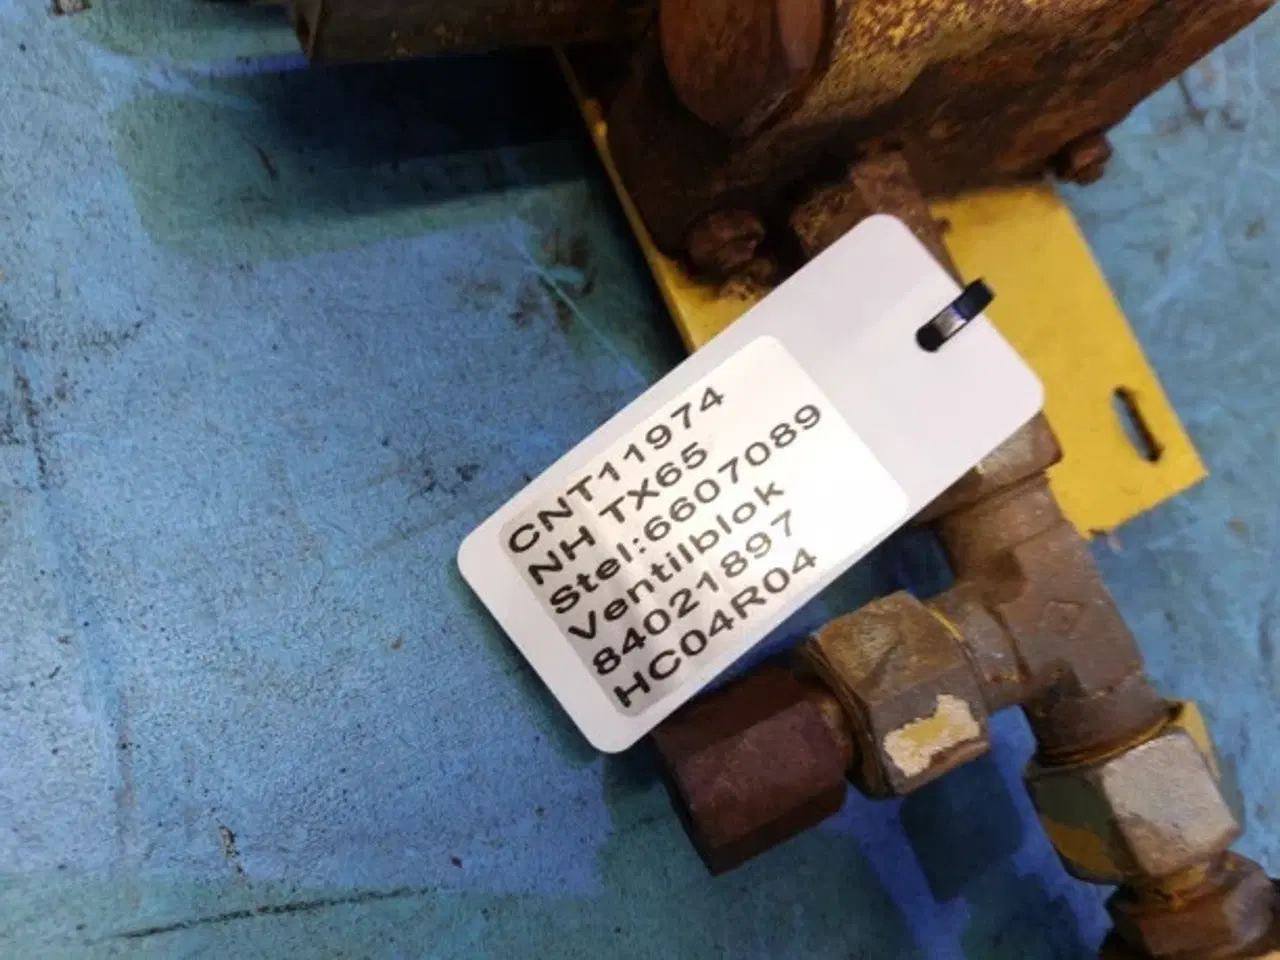 CNT11974
NH TX65
Stel:6607089
Ventilblok
84021897
HC04R04